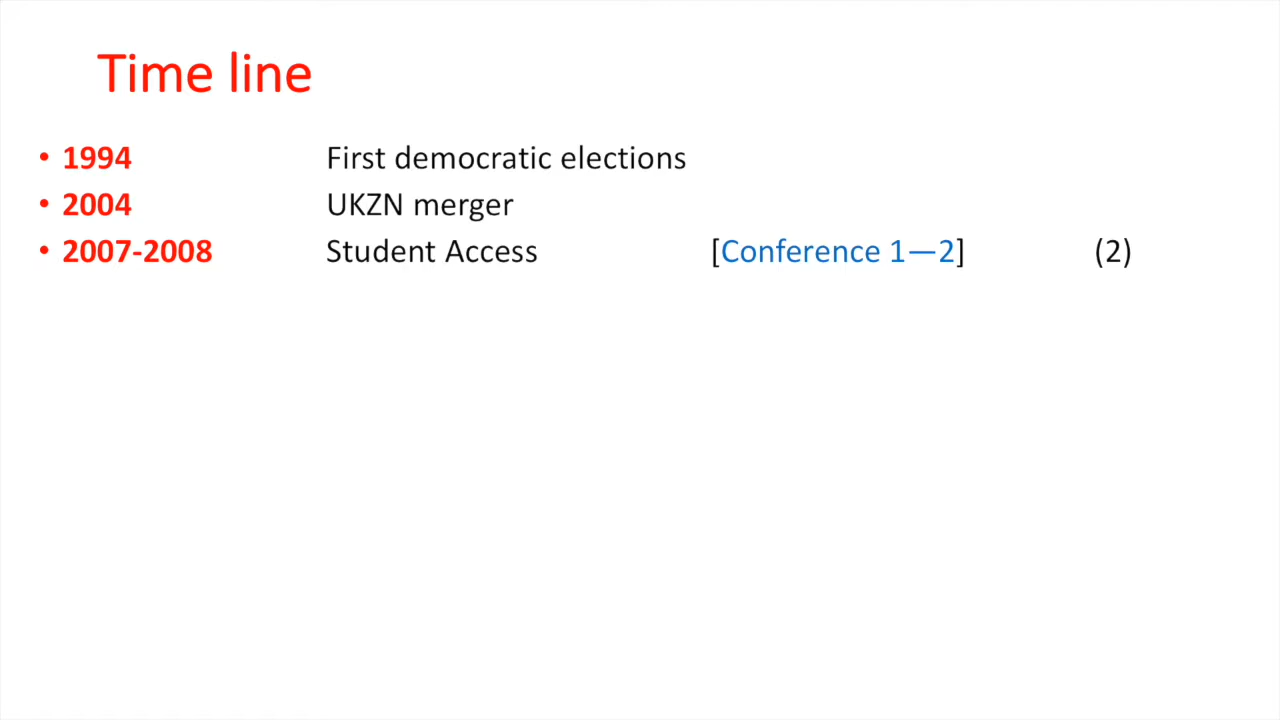 Time line
• 1994 First democratic elections
• 2004 UKZN merger
• 2007-2008 Student Access [Conference 1—2] (2)